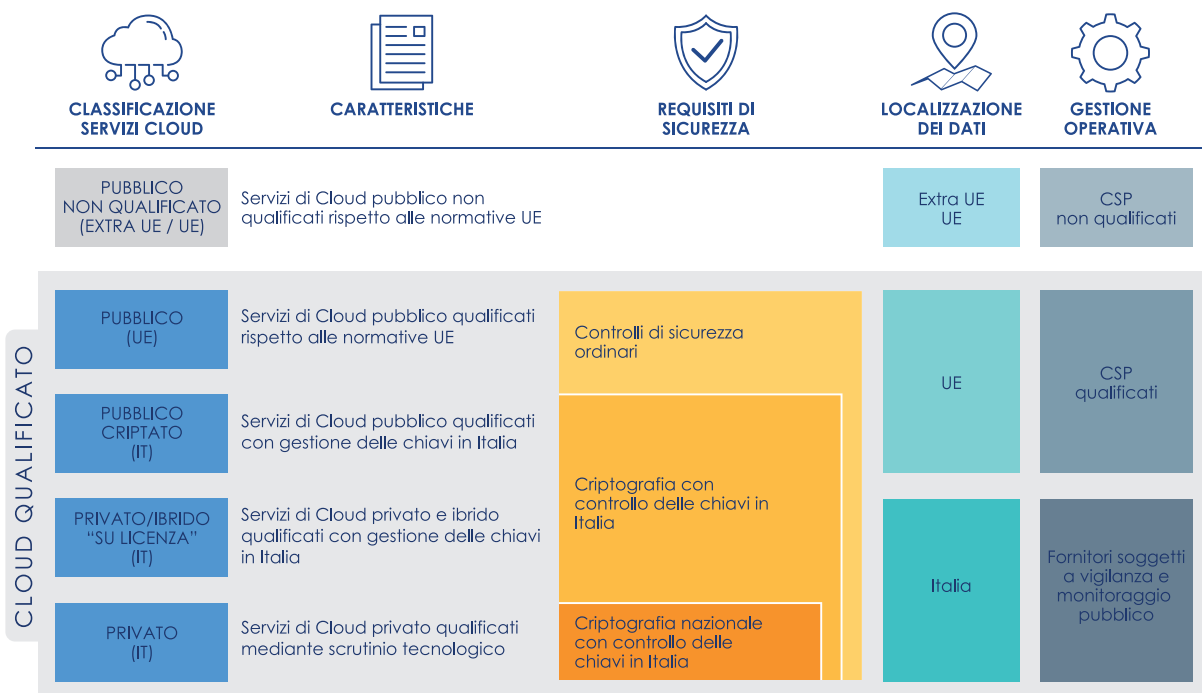 CLASSIFICAZIONE
SERVIZI CLOUD
CARATTERISTICHE
REQUISITI DI
SICUREZZA
LOCALIZZAZIONE
DEI DATI
GESTIONE
OPERATIVA
PUBBLICO
NON QUALIFICATO
(EXTRA UE / UE)
Servizi di Cloud pubblico non
qualificati rispetto alle normative UE
Extra UE
UE
CSP
non qualificati
CLOUD QUALIFICATO
PUBBLICO
(UE)
Servizi di Cloud pubblico qualificati
rispetto alle normative UE
Controlli di sicurezza
ordinari
UE
CSP
qualificati
PUBBLICO
CRIPTATO
(IT)
Servizi di Cloud pubblico qualificati
con gestione delle chiavi in Italia
Criptografia con
controllo delle chiavi in
Italia
PRIVATO/IBRIDO
“SU LICENZA”
(IT)
Servizi di Cloud privato e ibrido
qualificati con gestione delle chiavi
in Italia
Italia
Fornitori soggetti
a vigilanza e
monitoraggio
pubblico
PRIVATO
(IT)
Servizi di Cloud privato qualificati
mediante scrutinio tecnologico
Criptografia nazionale
con controllo delle
chiavi in Italia